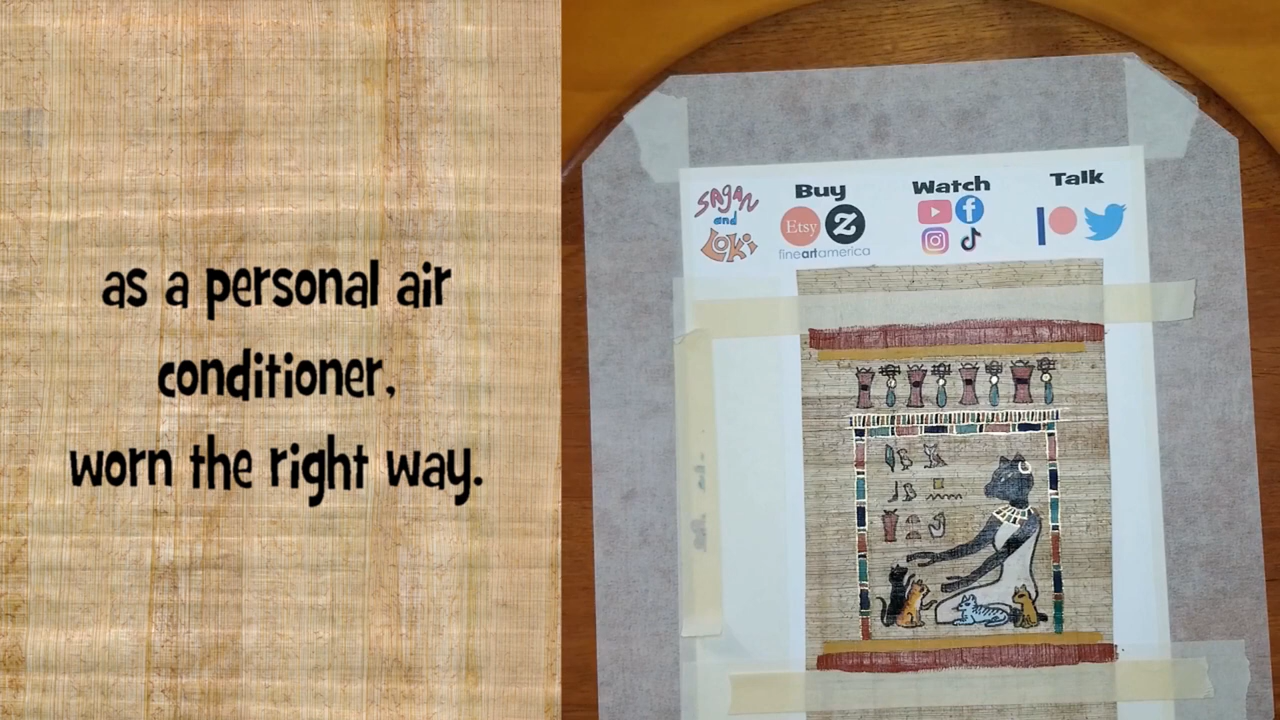 as a personal air
conditioner,
worn the right way.
Sagan
and
Loki
Buy
Etsy
Z
fineartamerica
Watch
Talk